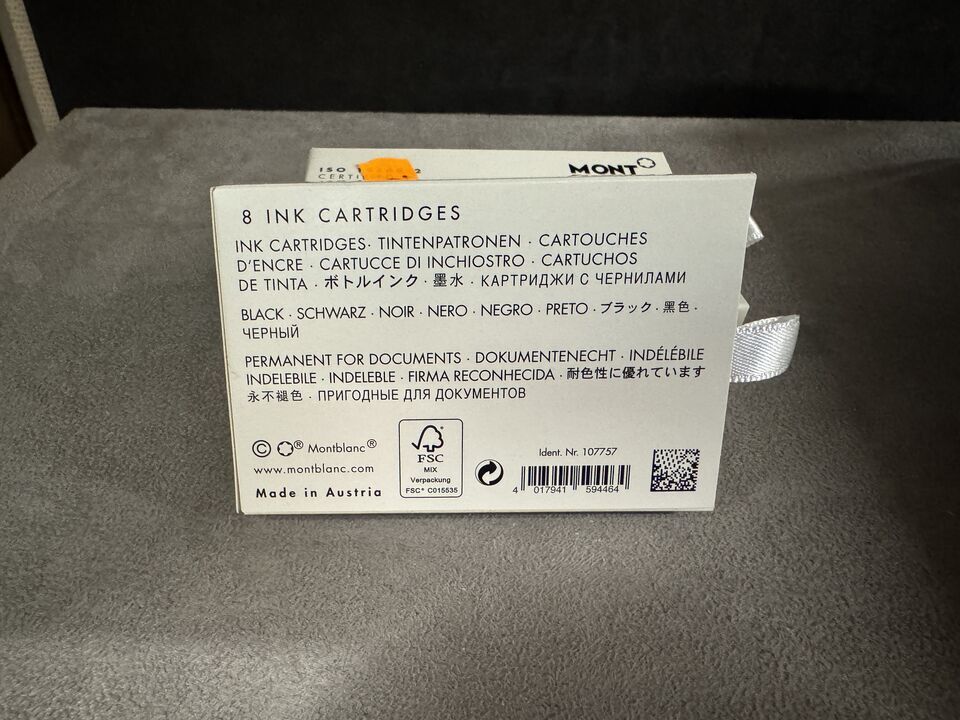 ISO
CERTI
MONT
8 INK CARTRIDGES
INK CARTRIDGES· TINTENPATRONEN · CARTOUCHES
D'ENCRE · CARTUCCE DI INCHIOSTRO · CARTUCHOS
DE TINTA · ボトルインク · 墨水 · КАРТРИДЖИ С ЧЕРНИЛАМИ
BLACK · SCHWARZ · NOIR · NERO · NEGRO · PRETO · ブラック · 黑色 ·
ЧЕРНЫЙ
PERMANENT FOR DOCUMENTS · DOKUMENTENECHT · INDÉLÉBILE
INDELEBILE · INDELEBLE · FIRMA RECONHECIDA · 耐色性に優れています
永不褪色 · ПРИГОДНЫЕ ДЛЯ ДОКУМЕНТОВ
© ® Montblanc®
www.montblanc.com
Made in Austria
FSC
MIX
Verpackung
FSC® C015535
Ident. Nr. 107757
4 017941 594464